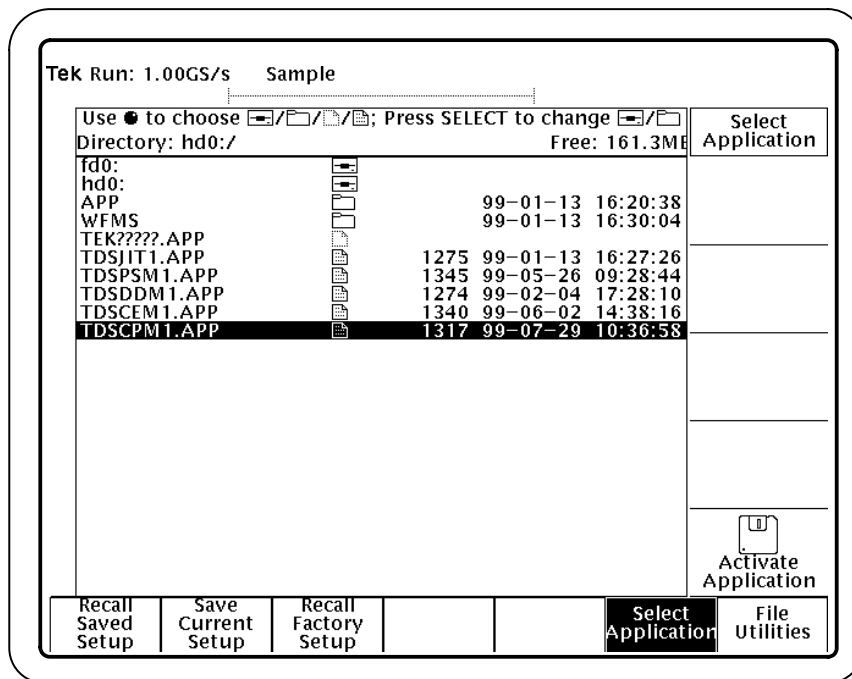 Tek Run: 1.00GS/s Sample
Use to choose / / / ; Press SELECT to change /
Directory: hd0:/ Free: 161.3MB
fd0:
hd0:
APP 99-01-13 16:20:38
WFMS 99-01-13 16:30:04
TEK?????.APP
TDSJIT1.APP 1275 99-01-13 16:27:26
TDSPSM1.APP 1345 99-05-26 09:28:44
TDSDDM1.APP 1274 99-02-04 17:28:10
TDSCEM1.APP 1340 99-06-02 14:38:16
TDSCPM1.APP 1317 99-07-29 10:36:58
Select
Application
Activate
Application
Recall
Saved
Setup
Save
Current
Setup
Recall
Factory
Setup
Select
Application
File
Utilities